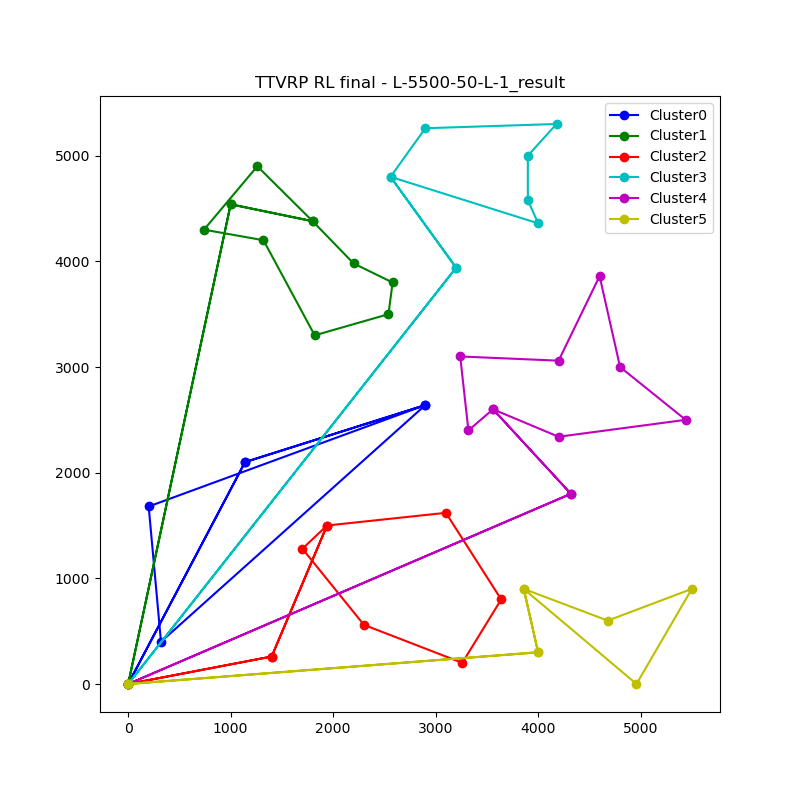 TTVRP RL final - L-5500-50-L-1_result
Cluster0
Cluster1
Cluster2
Cluster3
Cluster4
Cluster5
5000
4000
3000
2000
1000
0
0 1000 2000 3000 4000 5000